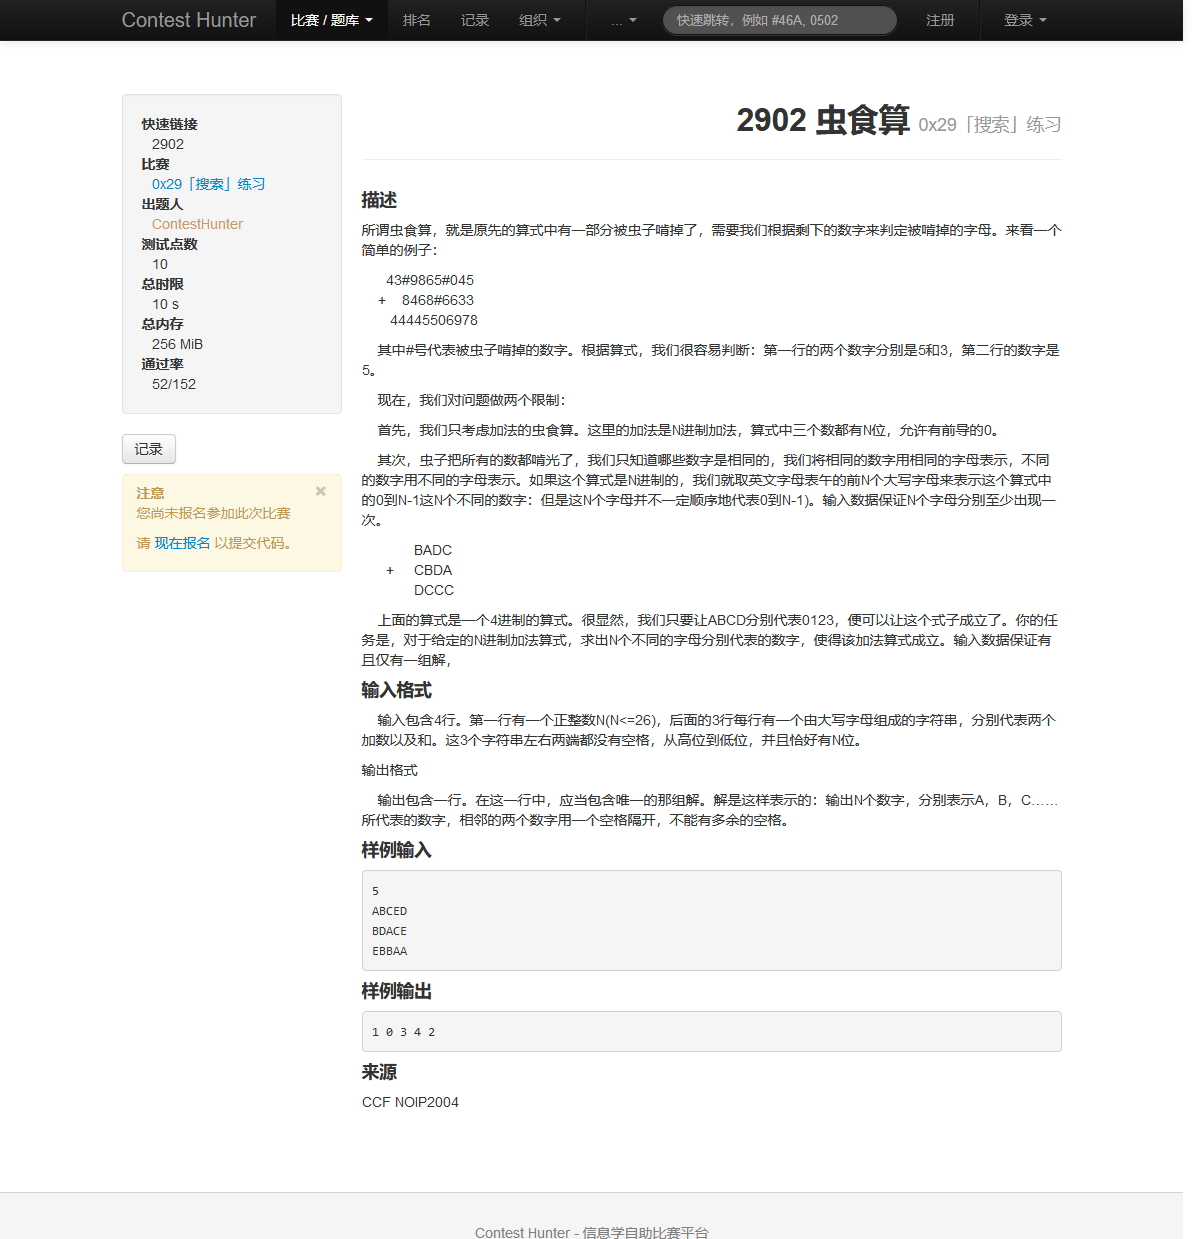 Contest Hunter 比赛 / 题库 排名 记录 组织 ... 快速跳转，例如 #46A, 0502 注册 登录
快速链接
2902
比赛
0x29「搜索」练习
出题人
ContestHunter
测试点数
10
总时限
10 s
总内存
256 MiB
通过率
52/152
记录
注意 ×
您尚未报名参加此次比赛
请 现在报名 以提交代码。
2902 虫食算 0x29「搜索」练习
描述
所谓虫食算，就是原先的算式中有一部分被虫子啃掉了，需要我们根据剩下的数字来判定被啃掉的字母。来看一个
简单的例子：
43#9865#045
+ 8468#6633
44445506978
其中#号代表被虫子啃掉的数字。根据算式，我们很容易判断：第一行的两个数字分别是5和3，第二行的数字是
5。
现在，我们对问题做两个限制：
首先，我们只考虑加法的虫食算。这里的加法是N进制加法，算式中三个数都有N位，允许有前导的0。
其次，虫子把所有的数都啃光了，我们只知道哪些数字是相同的，我们将相同的数字用相同的字母表示，不同
的数字用不同的字母表示。如果这个算式是N进制的，我们就取英文字母表午的前N个大写字母来表示这个算式中
的0到N-1这N个不同的数字：但是这N个字母并不一定顺序地代表0到N-1)。输入数据保证N个字母分别至少出现一
次。
BADC
+ CBDA
DCCC
上面的算式是一个4进制的算式。很显然，我们只要让ABCD分别代表0123，便可以让这个式子成立了。你的任
务是，对于给定的N进制加法算式，求出N个不同的字母分别代表的数字，使得该加法算式成立。输入数据保证有
且仅有一组解，
输入格式
输入包含4行。第一行有一个正整数N(N<=26)，后面的3行每行有一个由大写字母组成的字符串，分别代表两个
加数以及和。这3个字符串左右两端都没有空格，从高位到低位，并且恰好有N位。
输出格式
输出包含一行。在这一行中，应当包含唯一的那组解。解是这样表示的：输出N个数字，分别表示A，B，C……
所代表的数字，相邻的两个数字用一个空格隔开，不能有多余的空格。
样例输入
5
ABCED
BDACE
EBBAA
样例输出
1 0 3 4 2
来源
CCF NOIP2004
Contest Hunter - 信息学自助比赛平台